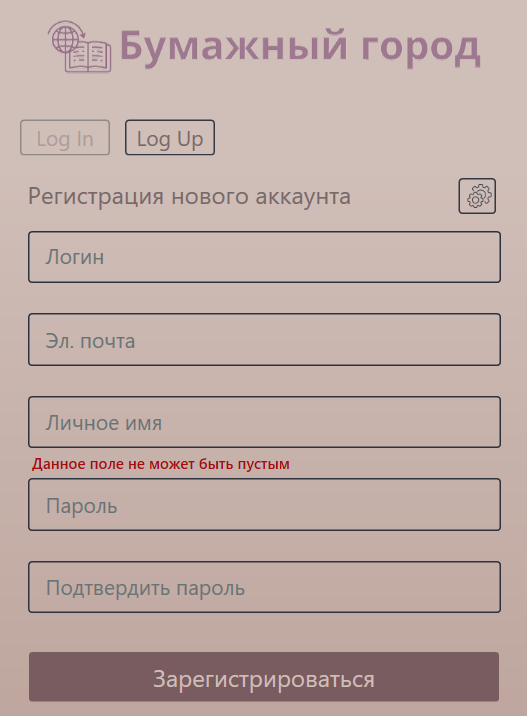 Бумажный город
Log In
Log Up
Регистрация нового аккаунта
Логин
Эл. почта
Личное имя
Данное поле не может быть пустым
Пароль
Подтвердить пароль
Зарегистрироваться